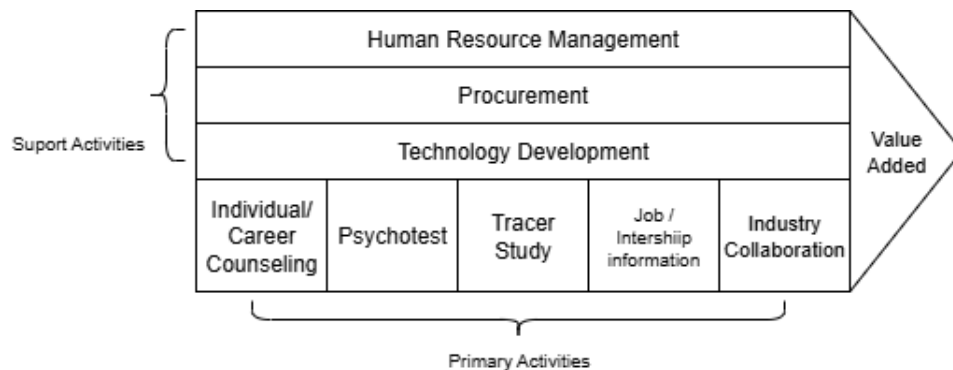 Human Resource Management
Procurement
Suport Activities
Technology Development
Value
Added
Individual/
Career
Counseling
Psychotest
Tracer
Study
Job /
Intershiip
information
Industry
Collaboration
Primary Activities